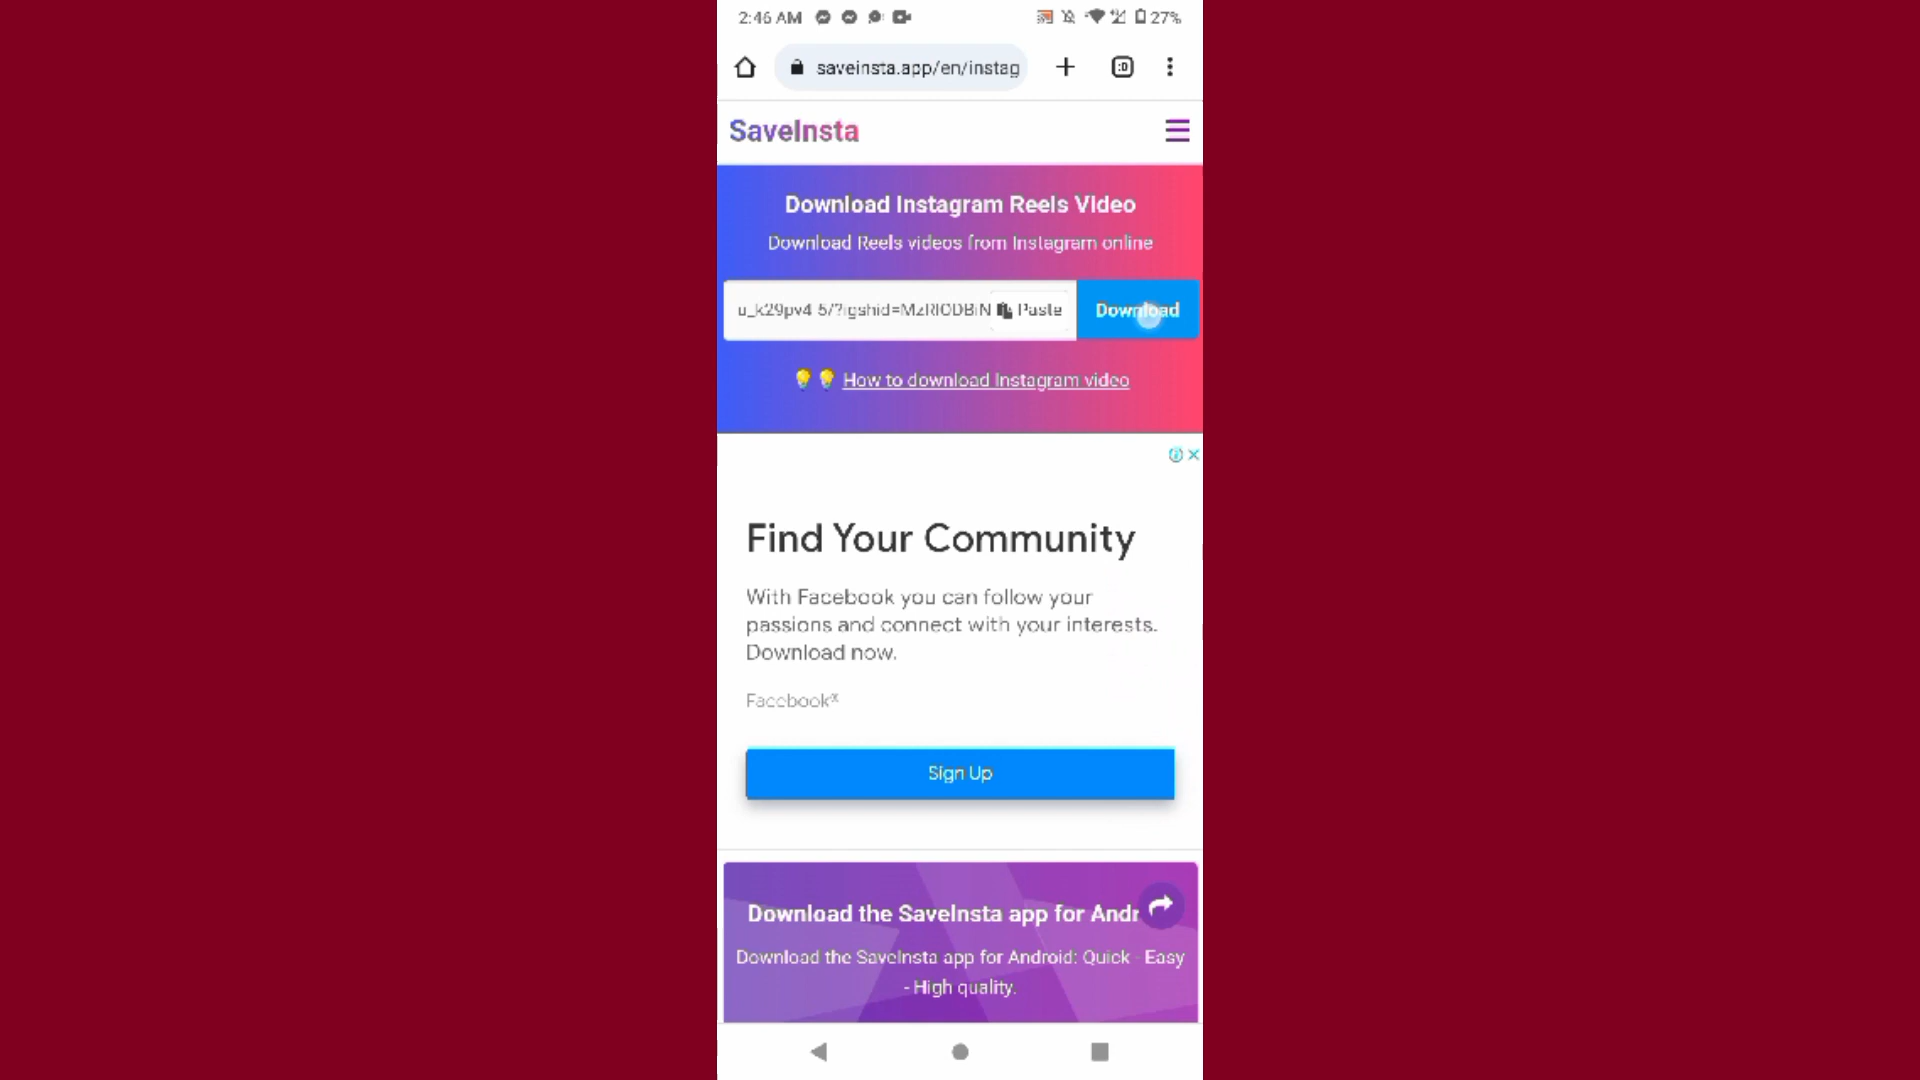 2:46 AM
27%
saveinsta.app/en/instag
:D
SaveInsta
Download Instagram Reels Video
Download Reels videos from Instagram online
u_k29pv4-5/?igshid=MzRlODBiN
Paste
Download
💡💡 How to download Instagram video
Find Your Community
With Facebook you can follow your
passions and connect with your interests.
Download now.
Facebook®
Sign Up
Download the SaveInsta app for Andr
Download the SaveInsta app for Android: Quick - Easy
- High quality.